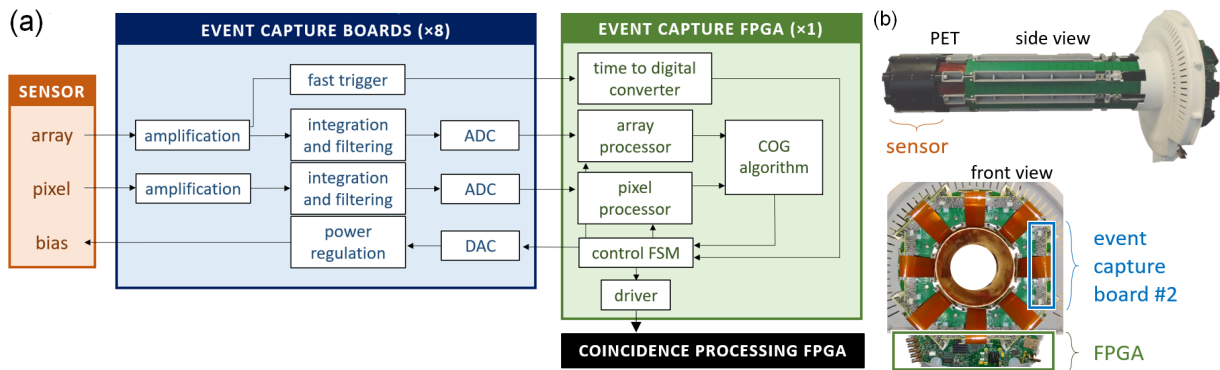 (a)
EVENT CAPTURE BOARDS (×8)
EVENT CAPTURE FPGA (×1)
SENSOR
array
pixel
bias
fast trigger
amplification
integration
and filtering
ADC
amplification
integration
and filtering
ADC
power
regulation
DAC
time to digital
converter
array
processor
pixel
processor
COG
algorithm
control FSM
driver
COINCIDENCE PROCESSING FPGA
(b)
PET
side view
sensor
front view
event
capture
board #2
FPGA